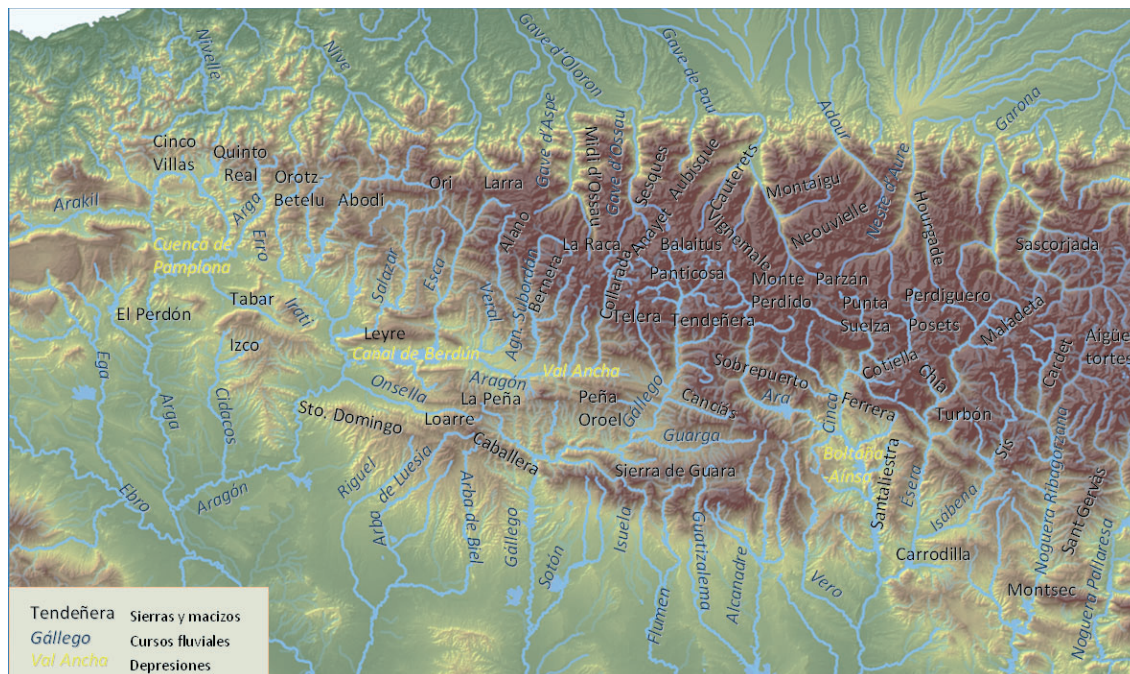 Nivelle
Nive
Gave d'Oloron
Gave de pau
Adour
Garona
Cinco
Villas
Quinto
Real
Orotz-
Betelu
Abodi
Ori
Larra
Gave d'Aspe
Midi d'Ossau
Gave d'Ossau
Sesques
Aubisque
Cauterets
Montaigu
Neouvielle
Neste d'Aure
Hourgade
Sascorjada
Arakil
Arga
Erro
Cuenca de
Pamplona
Alano
La Raca
Anayet
Balaitus
Vignemale
Panticosa
Monte
Perdido
Parzán
Punta
Suelza
Perdiguero
Posets
Maladeta
Cardet
Aigües
tortes
El Perdón
Tabar
Irati
Izco
Salazar
Esca
Veral
Agn. Subordán
Bernera
Collarada
Telera
Tendeñera
Leyre
Canal de Berdún
Val Ancha
Sobrepuerto
Cotiella
Chía
Ega
Arga
Cidacos
Onsella
Aragón
La Peña
Peña
Oroel
Gállego
Canciás
Ara
Cinca
Ferrera
Turbón
Sto. Domingo
Loarre
Caballera
Guarga
Sierra de Guara
Boltaña
-Aínsa
Santaliestra
Esera
Isábena
Sis
Noguera Ribagorzana
Sant Gervàs
Ebro
Aragón
Riguel
Arba de Luesia
Arba de Biel
Gállego
Sotón
Isuela
Flumen
Guatizalema
Alcanadre
Vero
Carrodilla
Montsec
Noguera Pallaresa
Tendeñera Sierras y macizos
Gállego Cursos fluviales
Val Ancha Depresiones